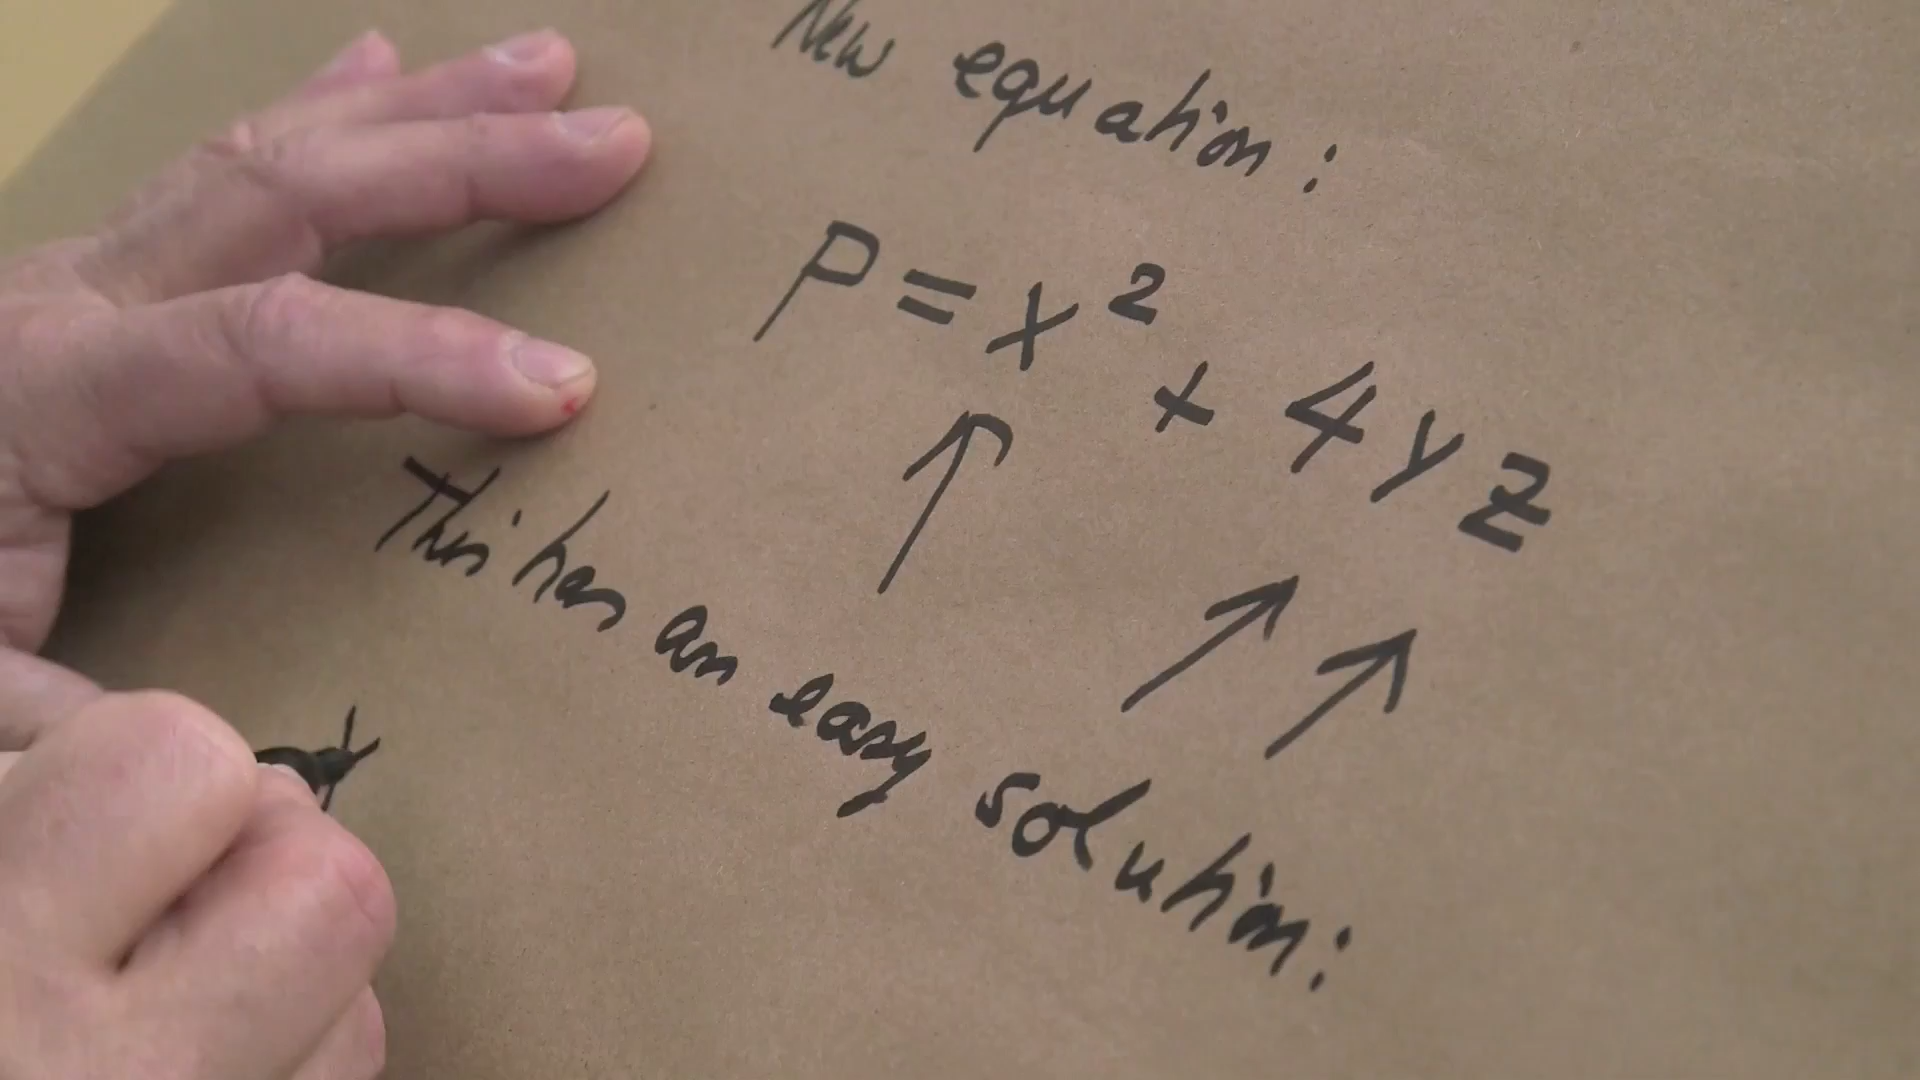 New equation:
P = x² + 4yz
This has an easy solution: